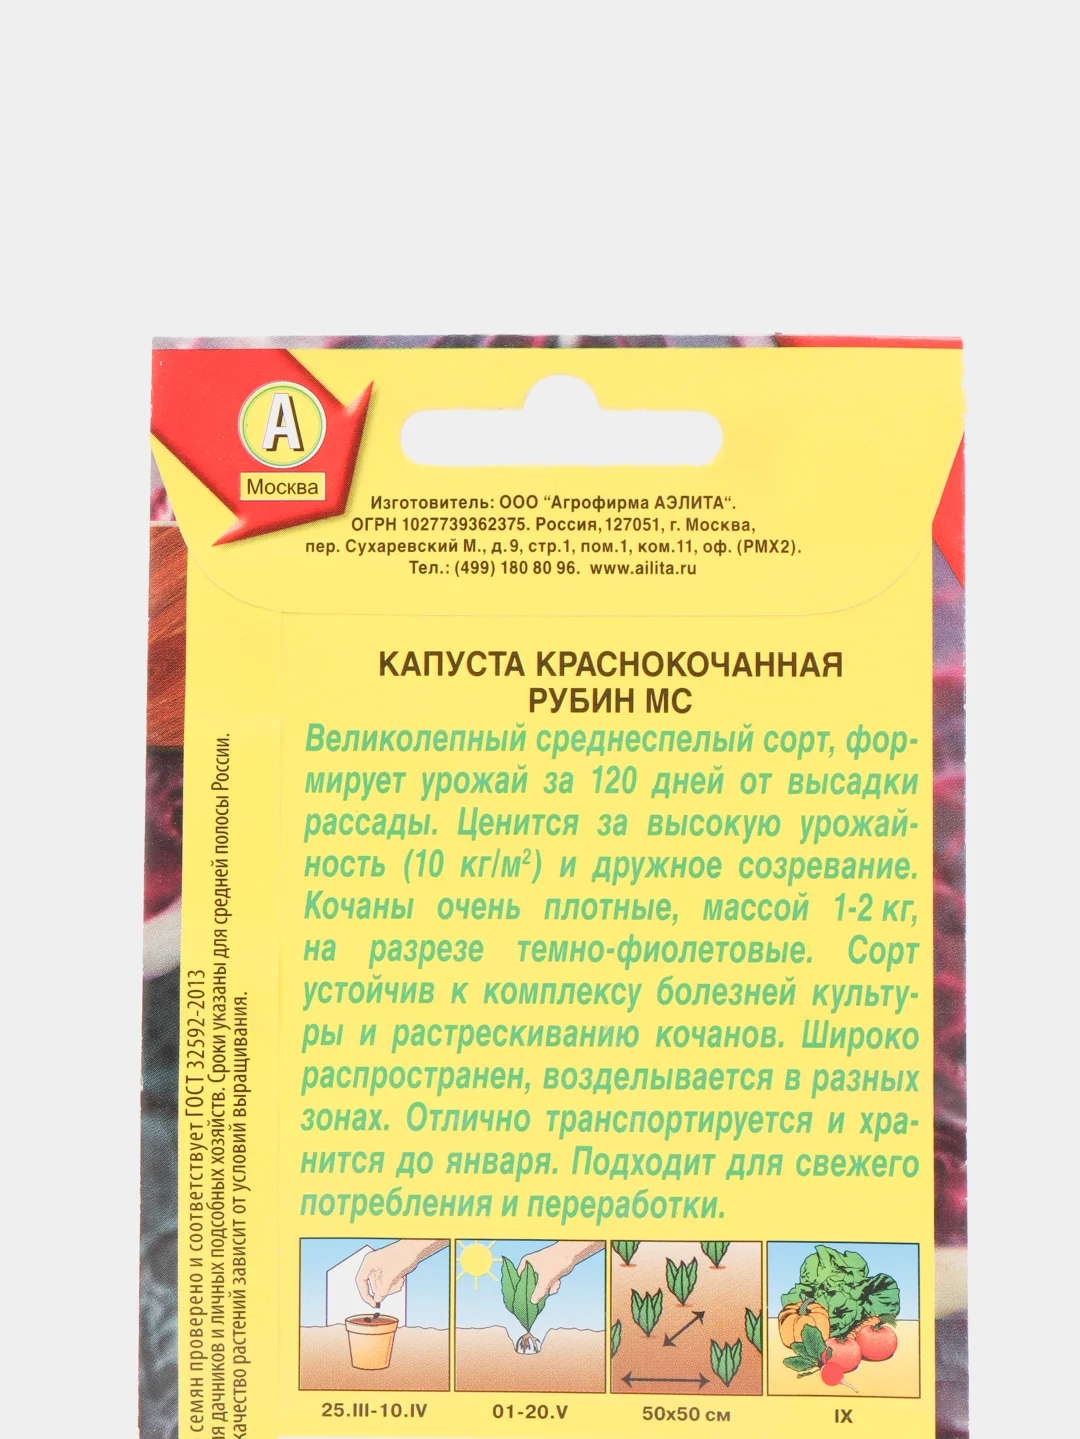 А
Москва
Изготовитель: ООО “Агрофирма АЭЛИТА“.
ОГРН 1027739362375. Россия, 127051, г. Москва,
пер. Сухаревский М., д.9, стр.1, пом.1, ком.11, оф. (РМХ2).
Тел.: (499) 180 80 96. www.ailita.ru
КАПУСТА КРАСНОКОЧАННАЯ
РУБИН МС
Великолепный среднеспелый сорт, фор-
мирует урожай за 120 дней от высадки
рассады. Ценится за высокую урожай-
ность (10 кг/м²) и дружное созревание.
Кочаны очень плотные, массой 1-2 кг,
на разрезе темно-фиолетовые. Сорт
устойчив к комплексу болезней культу-
ры и растрескиванию кочанов. Широко
распространен, возделывается в разных
зонах. Отлично транспортируется и хра-
нится до января. Подходит для свежего
потребления и переработки.
25.III-10.IV
01-20.V
50x50 см
IX
семян проверено и соответствует ГОСТ 32592-2013
дачников и личных подсобных хозяйств. Сроки указаны для средней полосы России.
качество растений зависит от условий выращивания.